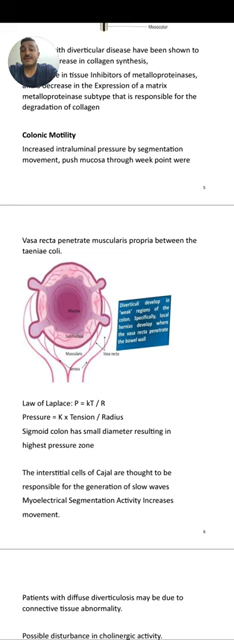 Muscularis
ith diverticular disease have been shown to
rease in collagen synthesis,
e in tissue Inhibitors of metalloproteinases,
decrease in the Expression of a matrix
metalloproteinase subtype that is responsible for the
degradation of collagen
Colonic Motility
Increased intraluminal pressure by segmentation
movement, push mucosa through week point were
5
Vasa recta penetrate muscularis propria between the
taeniae coli.
Mucosa
Submucosa
Muscularis
Vasa recta
Serosa
Diverticuli develop in
'weak' regions of the
colon. Specifically, local
hernias develop where
the vasa recta penetrate
the bowel wall
Law of Laplace: P = kT / R
Pressure = K x Tension / Radius
Sigmoid colon has small diameter resulting in
highest pressure zone
The interstitial cells of Cajal are thought to be
responsible for the generation of slow waves
Myoelectrical Segmentation Activity Increases
movement.
6
Patients with diffuse diverticulosis may be due to
connective tissue abnormality.
Possible disturbance in cholinergic activity.